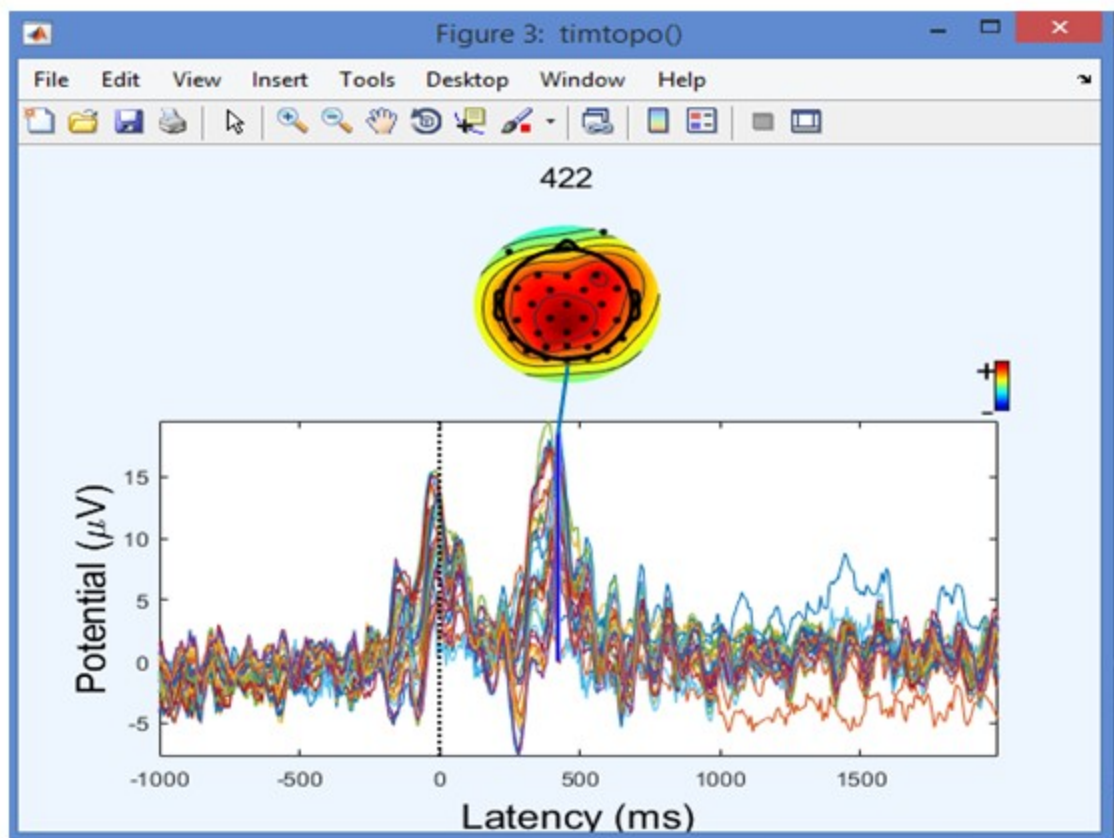 Figure 3: timtopo()
File Edit View Insert Tools Desktop Window Help
422
+
-
Potential (μV)
15
10
5
0
-5
-1000 -500 0 500 1000 1500
Latency (ms)